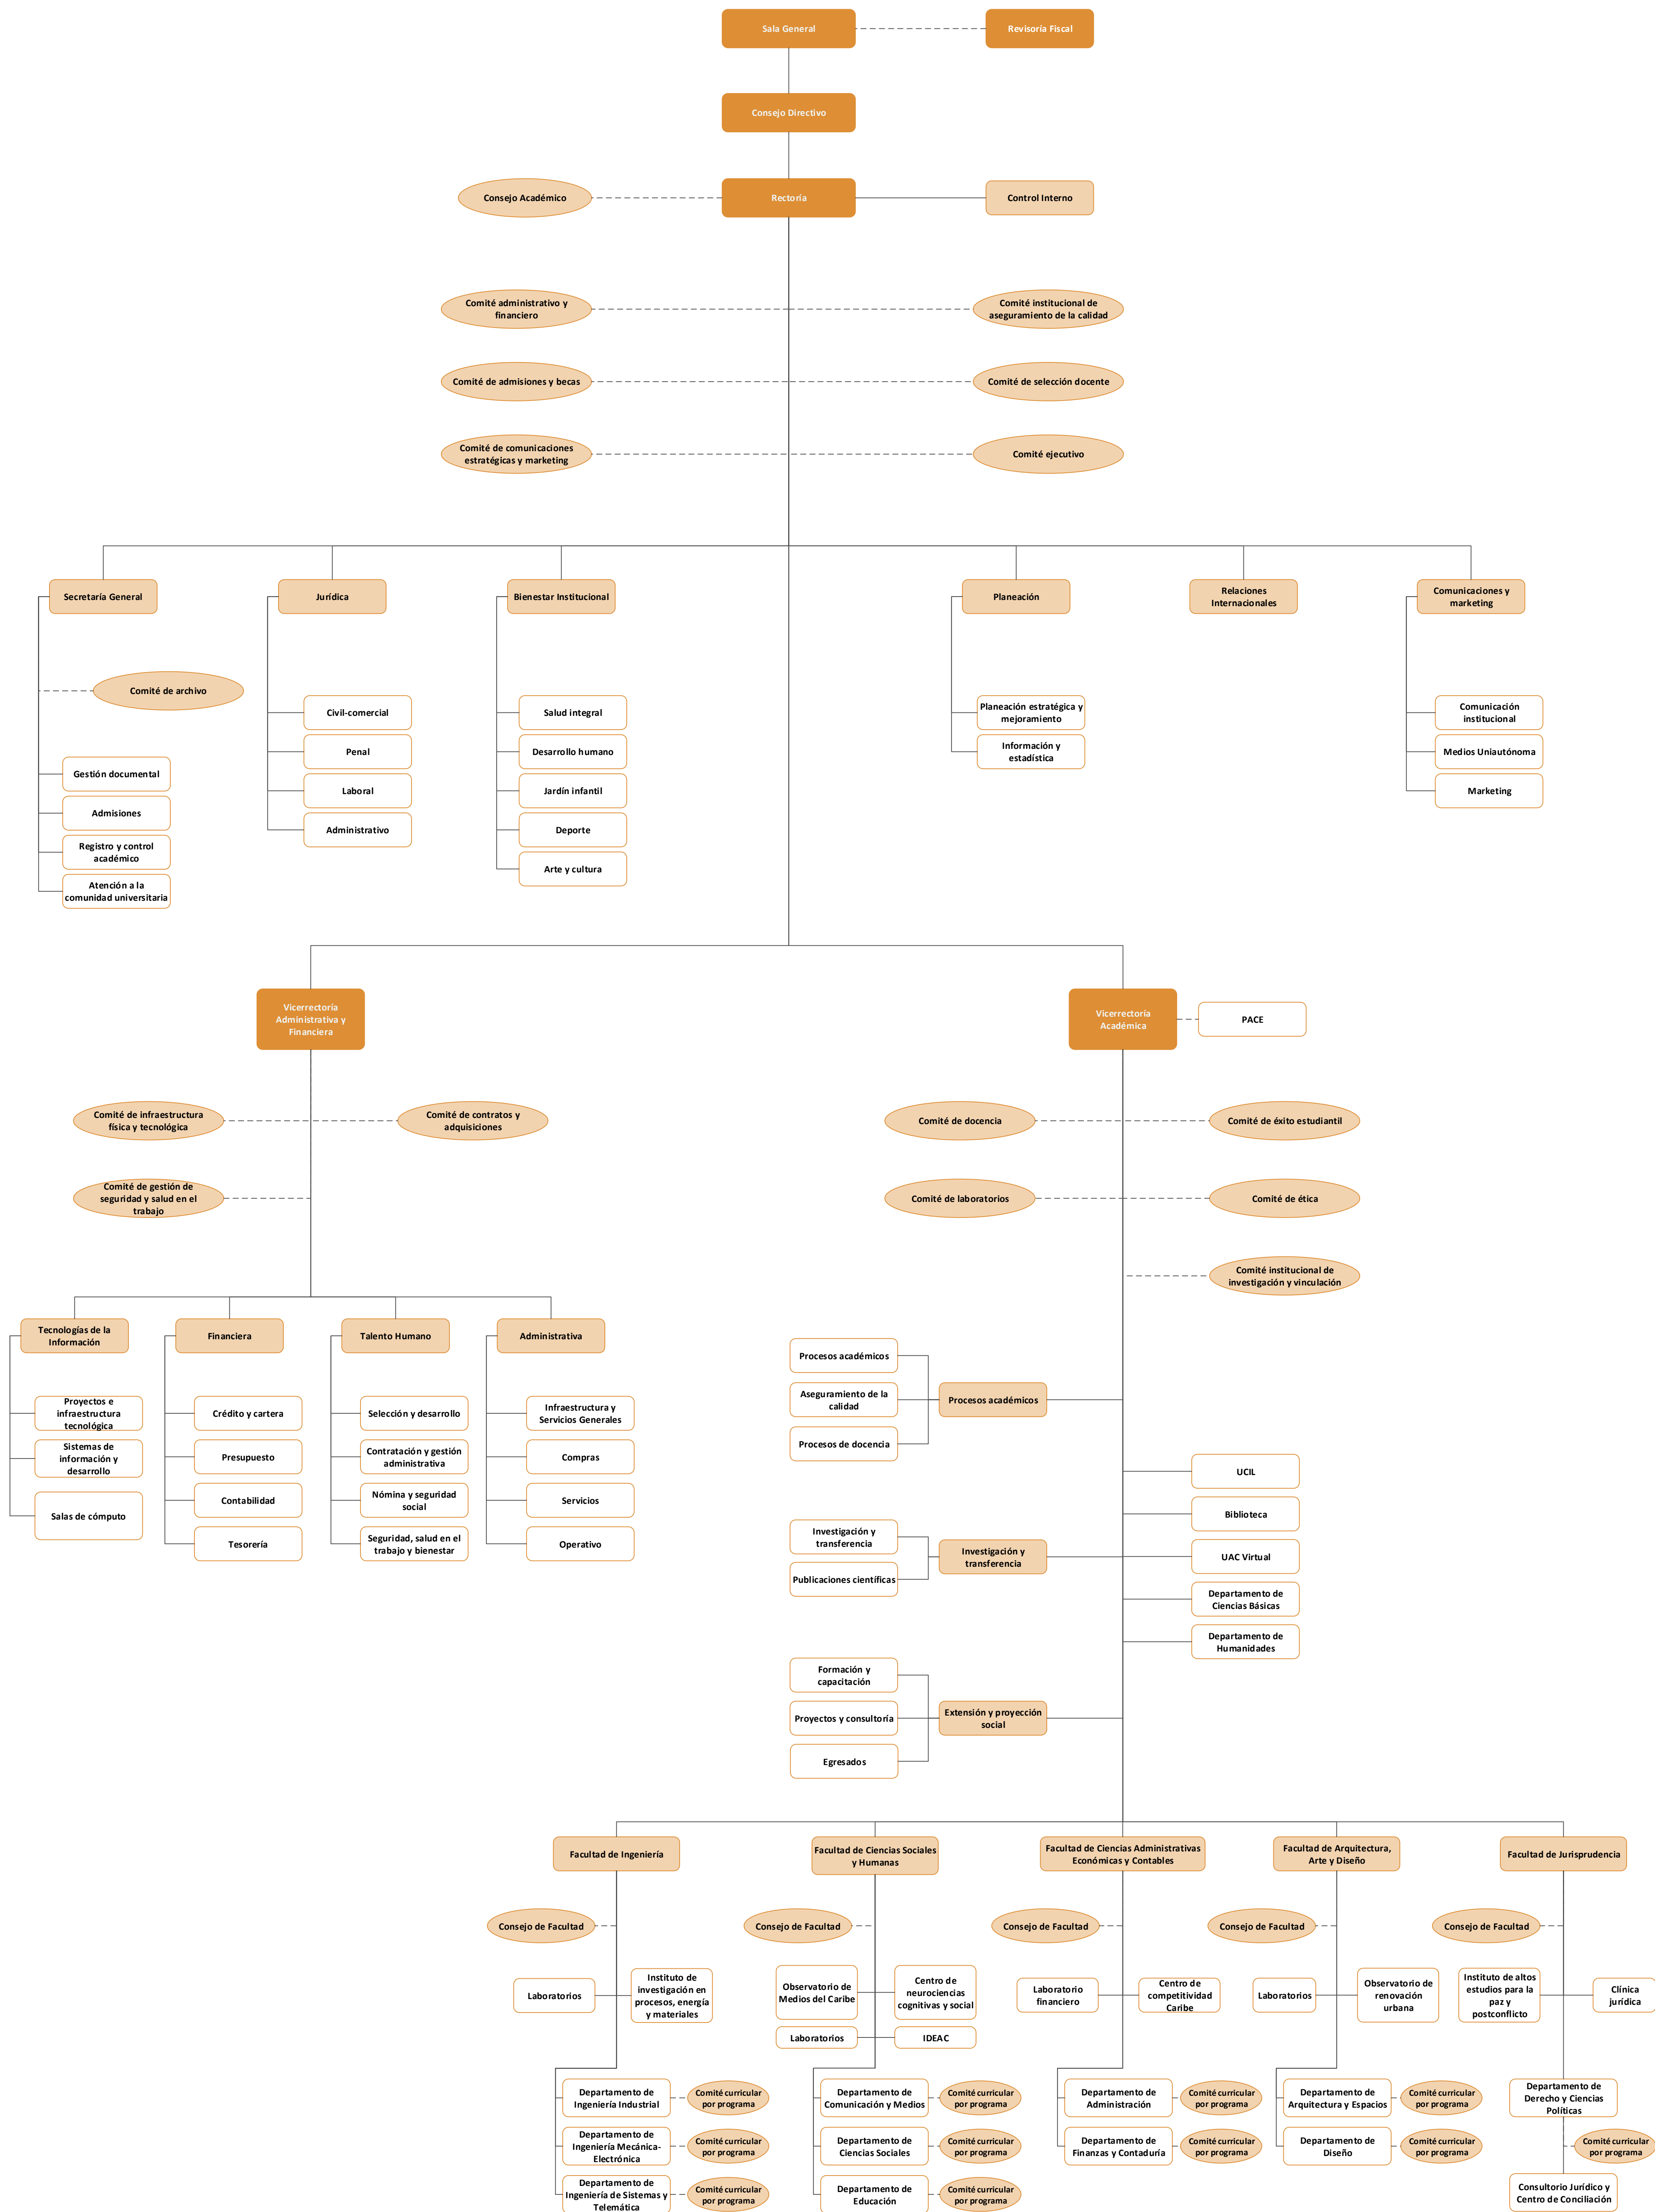 Sala General
Revisoría Fiscal
Consejo Directivo
Consejo Académico
Rectoría
Control Interno
Comité administrativo y
financiero
Comité institucional de
aseguramiento de la calidad
Comité de admisiones y becas
Comité de selección docente
Comité de comunicaciones
estratégicas y marketing
Comité ejecutivo
Secretaría General
Jurídica
Bienestar Institucional
Planeación
Relaciones
Internacionales
Comunicaciones y
marketing
Comité de archivo
Gestión documental
Admisiones
Registro y control
académico
Atención a la
comunidad universitaria
Civil-comercial
Penal
Laboral
Administrativo
Salud integral
Desarrollo humano
Jardín infantil
Deporte
Arte y cultura
Planeación estratégica y
mejoramiento
Información y
estadística
Comunicación
institucional
Medios Uniautónoma
Marketing
Vicerrectoría
Administrativa y
Financiera
Vicerrectoría
Académica
PACE
Comité de infraestructura
física y tecnológica
Comité de contratos y
adquisiciones
Comité de gestión de
seguridad y salud en el
trabajo
Comité de docencia
Comité de éxito estudiantil
Comité de laboratorios
Comité de ética
Comité institucional de
investigación y vinculación
Tecnologías de la
Información
Financiera
Talento Humano
Administrativa
Proyectos e
infraestructura
tecnológica
Sistemas de
información y
desarrollo
Salas de cómputo
Crédito y cartera
Presupuesto
Contabilidad
Tesorería
Selección y desarrollo
Contratación y gestión
administrativa
Nómina y seguridad
social
Seguridad, salud en el
trabajo y bienestar
Infraestructura y
Servicios Generales
Compras
Servicios
Operativo
Procesos académicos
Aseguramiento de la
calidad
Procesos de docencia
Procesos académicos
UCIL
Biblioteca
UAC Virtual
Departamento de
Ciencias Básicas
Departamento de
Humanidades
Investigación y
transferencia
Publicaciones científicas
Investigación y
transferencia
Formación y
capacitación
Proyectos y consultoría
Egresados
Extensión y proyección
social
Facultad de Ingeniería
Facultad de Ciencias Sociales
y Humanas
Facultad de Ciencias Administrativas
Económicas y Contables
Facultad de Arquitectura,
Arte y Diseño
Facultad de Jurisprudencia
Consejo de Facultad
Consejo de Facultad
Consejo de Facultad
Consejo de Facultad
Consejo de Facultad
Laboratorios
Instituto de
investigación en
procesos, energía
y materiales
Observatorio de
Medios del Caribe
Centro de
neurociencias
cognitivas y social
Laboratorios
IDEAC
Laboratorio
financiero
Centro de
competitividad
Caribe
Laboratorios
Observatorio de
renovación
urbana
Instituto de altos
estudios para la
paz y
postconflicto
Clínica
jurídica
Departamento de
Ingeniería Industrial
Comité curricular
por programa
Departamento de
Ingeniería Mecánica-
Electrónica
Comité curricular
por programa
Departamento de
Ingeniería de Sistemas y
Telemática
Comité curricular
por programa
Departamento de
Comunicación y Medios
Comité curricular
por programa
Departamento de
Ciencias Sociales
Comité curricular
por programa
Departamento de
Educación
Comité curricular
por programa
Departamento de
Administración
Comité curricular
por programa
Departamento de
Finanzas y Contaduría
Comité curricular
por programa
Departamento de
Arquitectura y Espacios
Comité curricular
por programa
Departamento de
Diseño
Comité curricular
por programa
Departamento de
Derecho y Ciencias
Políticas
Comité curricular
por programa
Consultorio Jurídico y
Centro de Conciliación